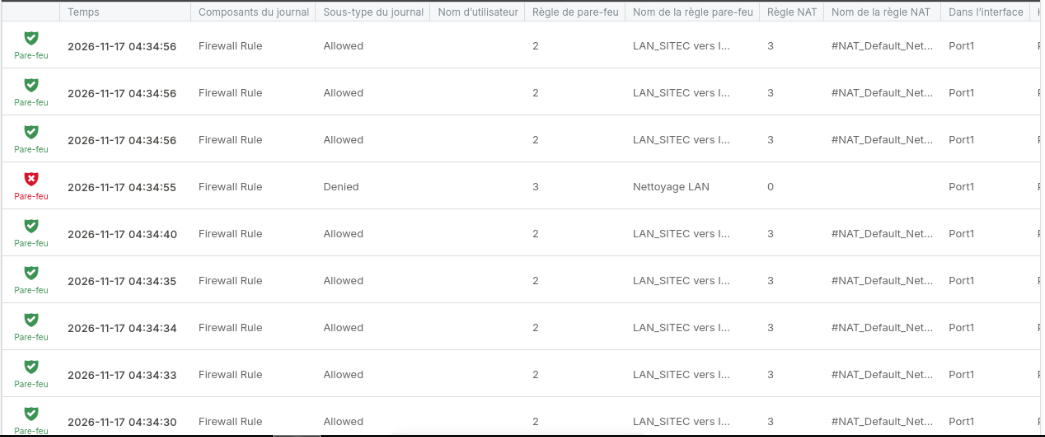 Temps Composants du journal Sous-type du journal Nom d'utilisateur Règle de pare-feu Nom de la règle pare-feu Règle NAT Nom de la règle NAT Dans l'interface
2026-11-17 04:34:56 Firewall Rule Allowed 2 LAN_SITEC vers I... 3 #NAT_Default_Net... Port1
Pare-feu
2026-11-17 04:34:56 Firewall Rule Allowed 2 LAN_SITEC vers I... 3 #NAT_Default_Net... Port1
Pare-feu
2026-11-17 04:34:56 Firewall Rule Allowed 2 LAN_SITEC vers I... 3 #NAT_Default_Net... Port1
Pare-feu
2026-11-17 04:34:55 Firewall Rule Denied 3 Nettoyage LAN 0 Port1
Pare-feu
2026-11-17 04:34:40 Firewall Rule Allowed 2 LAN_SITEC vers I... 3 #NAT_Default_Net... Port1
Pare-feu
2026-11-17 04:34:35 Firewall Rule Allowed 2 LAN_SITEC vers I... 3 #NAT_Default_Net... Port1
Pare-feu
2026-11-17 04:34:34 Firewall Rule Allowed 2 LAN_SITEC vers I... 3 #NAT_Default_Net... Port1
Pare-feu
2026-11-17 04:34:33 Firewall Rule Allowed 2 LAN_SITEC vers I... 3 #NAT_Default_Net... Port1
Pare-feu
2026-11-17 04:34:30 Firewall Rule Allowed 2 LAN_SITEC vers I... 3 #NAT_Default_Net... Port1
Pare-feu